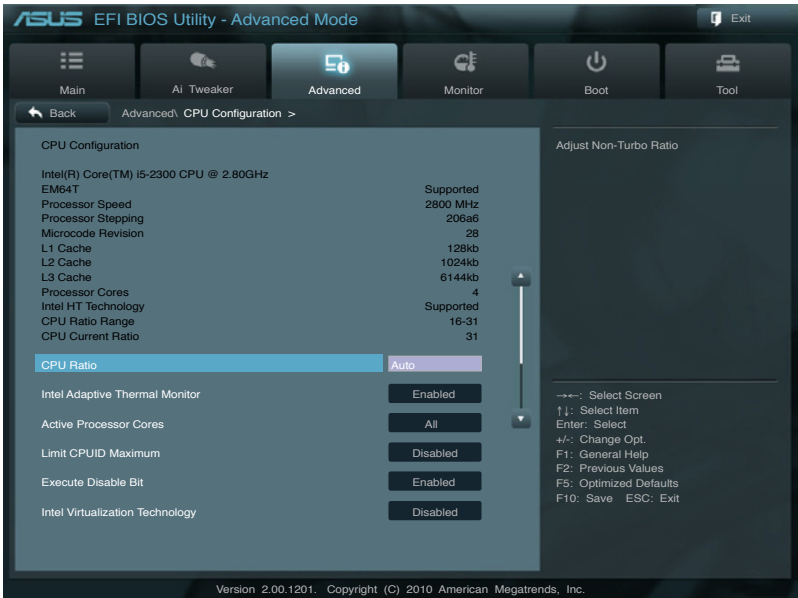 ASUS EFI BIOS Utility - Advanced Mode
Exit
Main
Ai Tweaker
Advanced
Monitor
Boot
Tool
Back
Advanced\ CPU Configuration >
CPU Configuration
Intel(R) Core(TM) i5-2300 CPU @ 2.80GHz
EM64T Supported
Processor Speed 2800 MHz
Processor Stepping 206a6
Microcode Revision 28
L1 Cache 128kb
L2 Cache 1024kb
L3 Cache 6144kb
Processor Cores 4
Intel HT Technology Supported
CPU Ratio Range 16-31
CPU Current Ratio 31
CPU Ratio Auto
Intel Adaptive Thermal Monitor Enabled
Active Processor Cores All
Limit CPUID Maximum Disabled
Execute Disable Bit Enabled
Intel Virtualization Technology Disabled
Adjust Non-Turbo Ratio
→←: Select Screen
↑↓: Select Item
Enter: Select
+/-: Change Opt.
F1: General Help
F2: Previous Values
F5: Optimized Defaults
F10: Save ESC: Exit
Version 2.00.1201. Copyright (C) 2010 American Megatrends, Inc.